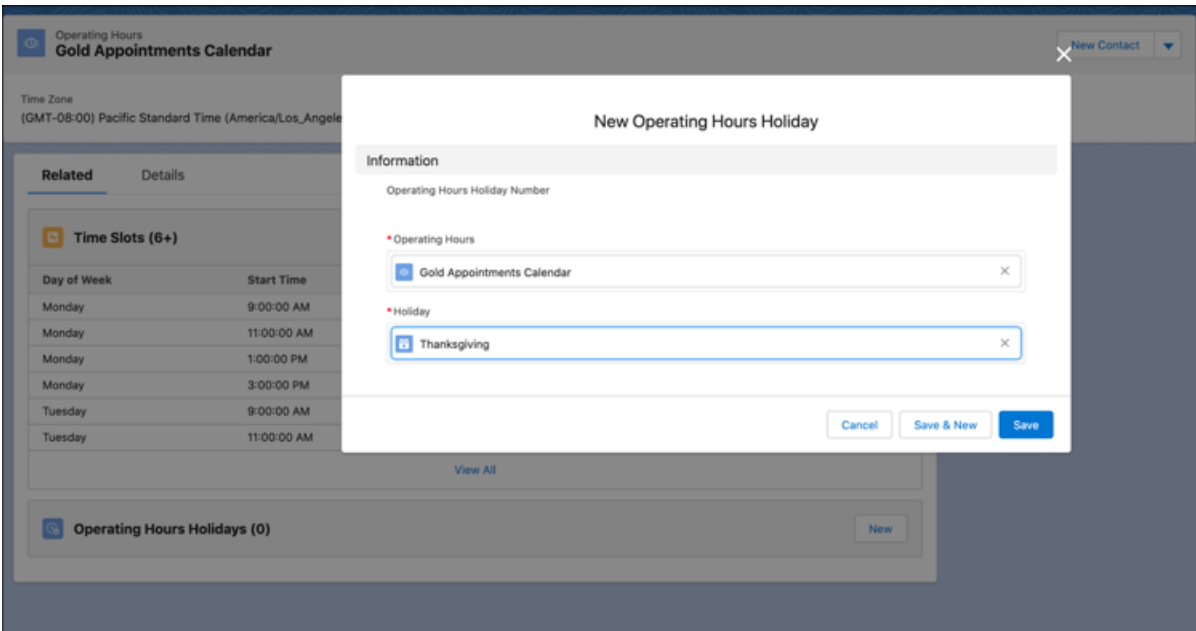 Operating Hours
Gold Appointments Calendar
New Contact
Time Zone
(GMT-08:00) Pacific Standard Time (America/Los_Angele
New Operating Hours Holiday
Information
Operating Hours Holiday Number
*Operating Hours
Gold Appointments Calendar
*Holiday
Thanksgiving
Cancel Save & New Save
Related Details
Time Slots (6+)
Day of Week Start Time
Monday 9:00:00 AM
Monday 11:00:00 AM
Monday 1:00:00 PM
Monday 3:00:00 PM
Tuesday 9:00:00 AM
Tuesday 11:00:00 AM
View All
Operating Hours Holidays (0) New